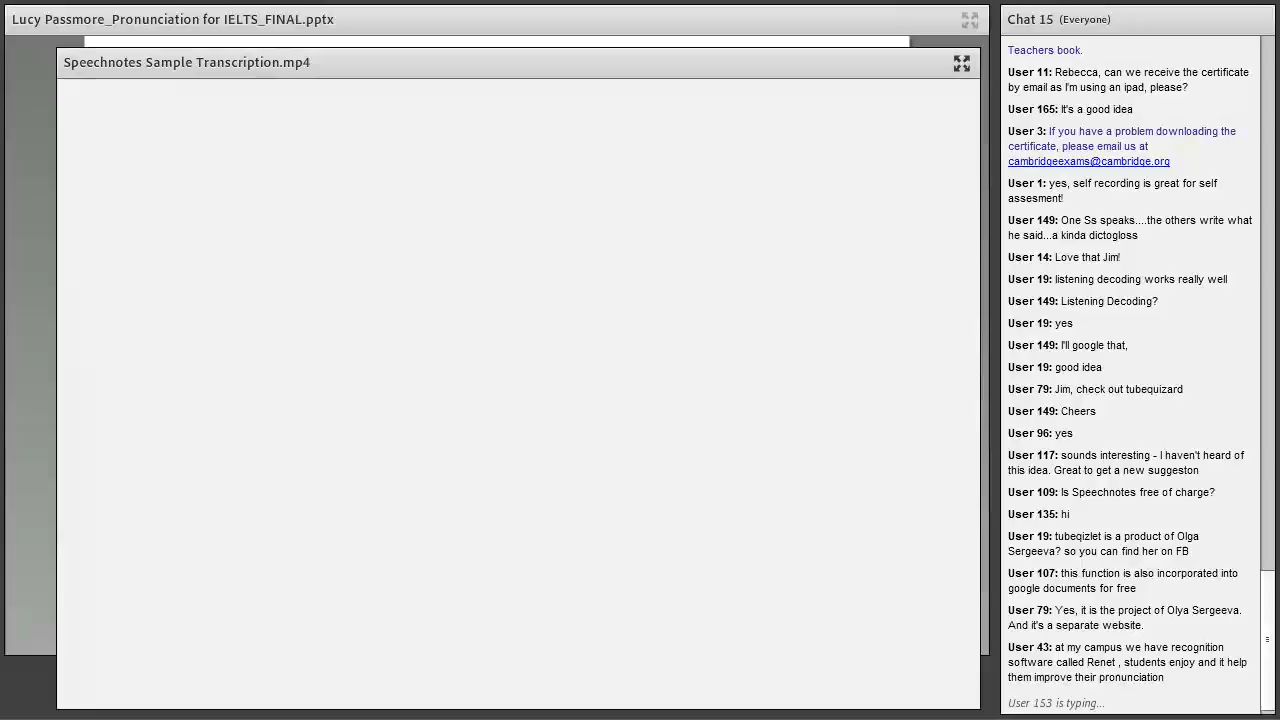 Lucy Passmore_Pronunciation for IELTS_FINAL.pptx
Speechnotes Sample Transcription.mp4
Chat 15 (Everyone)
Teachers book.
User 11: Rebecca, can we receive the certificate
by email as I'm using an ipad, please?
User 165: It's a good idea
User 3: If you have a problem downloading the
certificate, please email us at
cambridgeexams@cambridge.org
User 1: yes, self recording is great for self
assesment!
User 149: One Ss speaks....the others write what
he said...a kinda dictogloss
User 14: Love that Jim!
User 19: listening decoding works really well
User 149: Listening Decoding?
User 19: yes
User 149: I'll google that,
User 19: good idea
User 79: Jim, check out tubequizard
User 149: Cheers
User 96: yes
User 117: sounds interesting - I haven't heard of
this idea. Great to get a new suggeston
User 109: Is Speechnotes free of charge?
User 135: hi
User 19: tubeqizlet is a product of Olga
Sergeeva? so you can find her on FB
User 107: this function is also incorporated into
google documents for free
User 79: Yes, it is the project of Olya Sergeeva.
And it's a separate website.
User 43: at my campus we have recognition
software called Renet , students enjoy and it help
them improve their pronunciation
User 153 is typing...